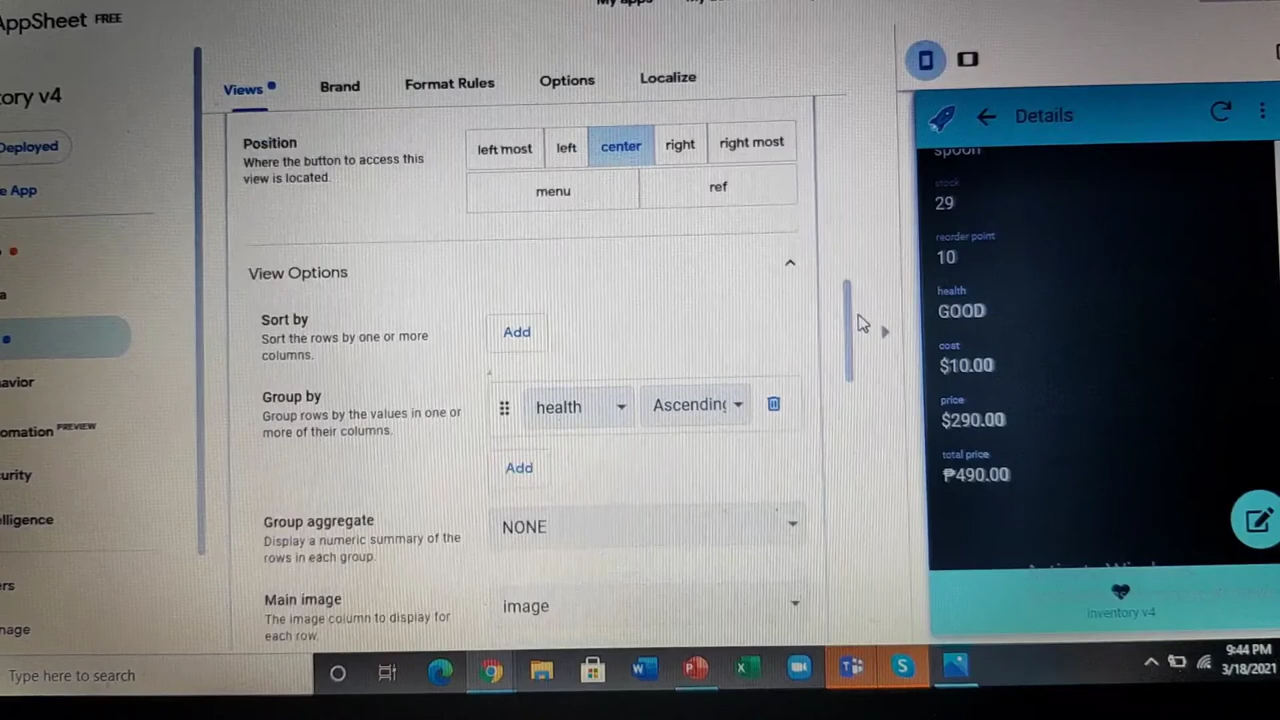 AppSheet FREE
ory v4
Deployed
e App
a
avior
omation PREVIEW
urity
elligence
ers
nage
Views
Brand
Format Rules
Options
Localize
Position
Where the button to access this
view is located.
left most
left
center
right
right most
menu
ref
View Options
Sort by
Sort the rows by one or more
columns.
Add
Group by
Group rows by the values in one or
more of their columns.
health
Ascending
Add
Group aggregate
Display a numeric summary of the
rows in each group.
NONE
Main image
The image column to display for
each row.
image
Details
spoon
stock
29
reorder point
10
health
GOOD
cost
$10.00
price
$290.00
total price
₱490.00
inventory v4
Type here to search
9:44 PM
3/18/2021